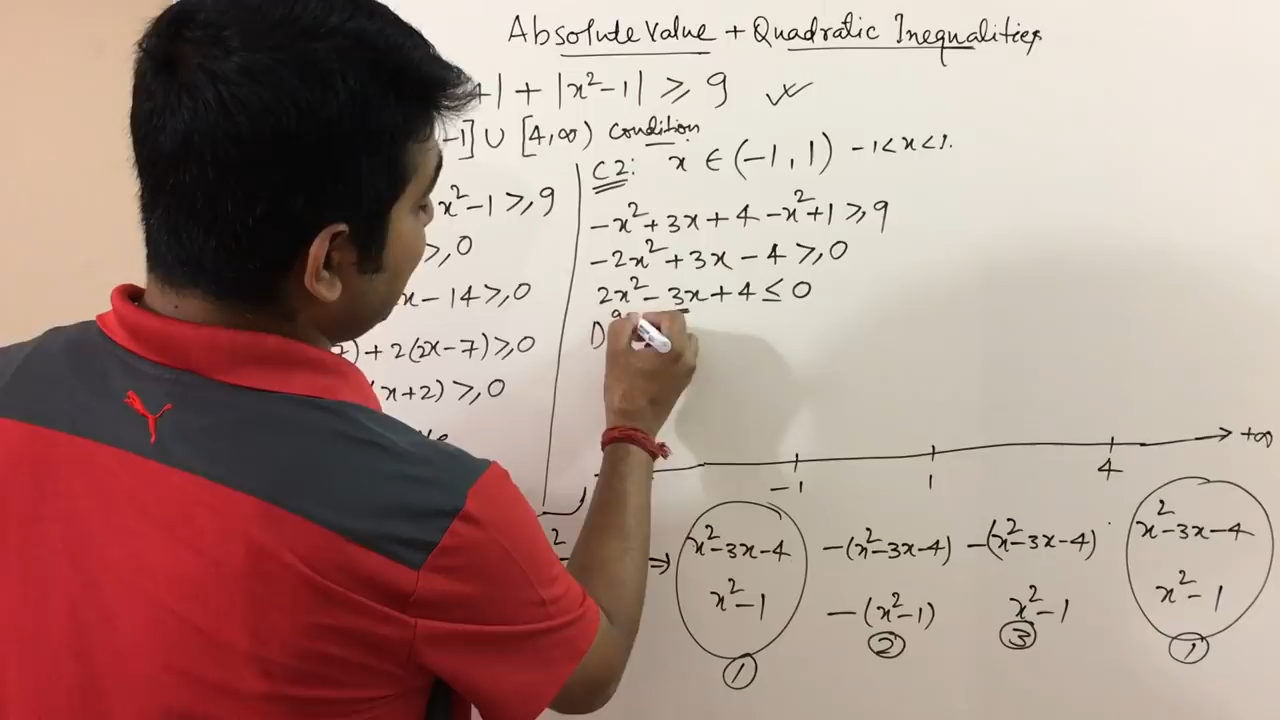 Absolute Value + Quadratic Inequalities
+| + |x²-1| ≥ 9
-1] ∪ [4,∞) condition
x²-1 ≥ 9
≥ 0
x - 14 ≥ 0
7) + 2(2x-7) ≥ 0
(x+2) ≥ 0
C2: x ∈ (-1, 1) -1<x<1.
-x²+3x+4-x²+1 ≥ 9
-2x²+3x-4 ≥ 0
2x²-3x+4 ≤ 0
D
-1 1 4 +∞
x²-3x-4 -(x²-3x-4) -(x²-3x-4) x²-3x-4
x²-1 -(x²-1) x²-1 x²-1
① ② ③ ①